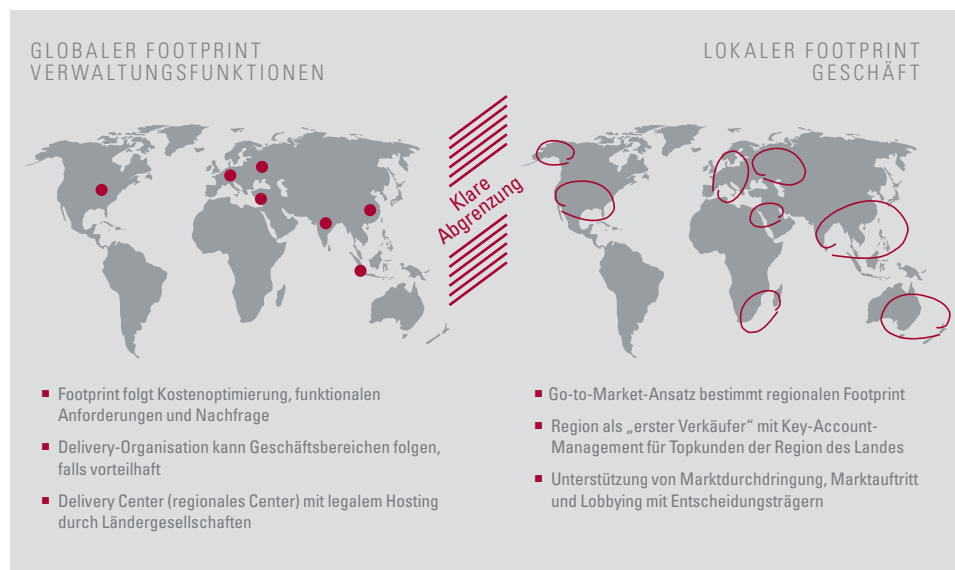 GLOBALER FOOTPRINT
VERWALTUNGSFUNKTIONEN
LOKALER FOOTPRINT
GESCHÄFT
Klare
Abgrenzung
■ Footprint folgt Kostenoptimierung, funktionalen
Anforderungen und Nachfrage
■ Delivery-Organisation kann Geschäftsbereichen folgen,
falls vorteilhaft
■ Delivery Center (regionales Center) mit legalem Hosting
durch Ländergesellschaften
■ Go-to-Market-Ansatz bestimmt regionalen Footprint
■ Region als „erster Verkäufer“ mit Key-Account-
Management für Topkunden der Region des Landes
■ Unterstützung von Marktdurchdringung, Marktauftritt
und Lobbying mit Entscheidungsträgern